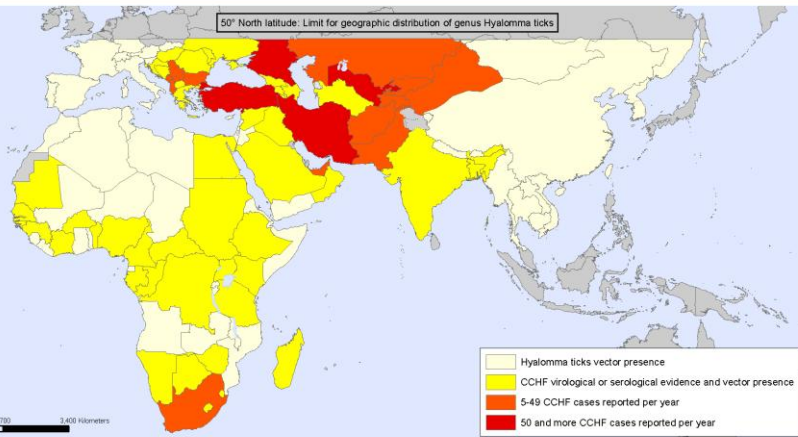 50° North latitude: Limit for geographic distribution of genus Hyalomma ticks
Hyalomma ticks vector presence
CCHF virological or serological evidence and vector presence
5-49 CCHF cases reported per year
50 and more CCHF cases reported per year
700 3,400 Kilometers